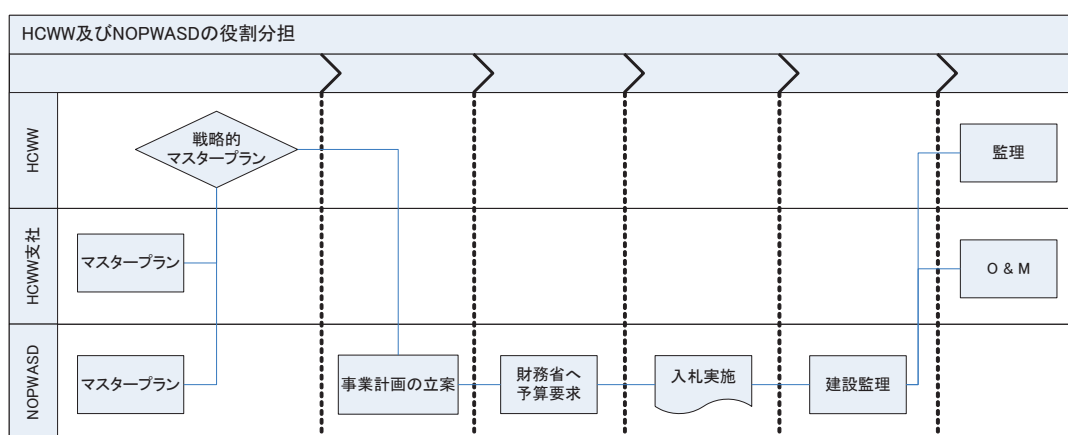 HCWW及びNOPWASDの役割分担
HCWW
戦略的
マスタープラン
監理
HCWW支社
マスタープラン
O & M
NOPWASD
マスタープラン
事業計画の立案
財務省へ
予算要求
入札実施
建設監理